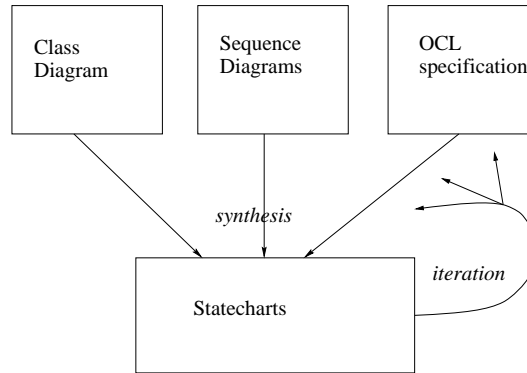 Class
Diagram
Sequence
Diagrams
OCL
specification
synthesis
iteration
Statecharts